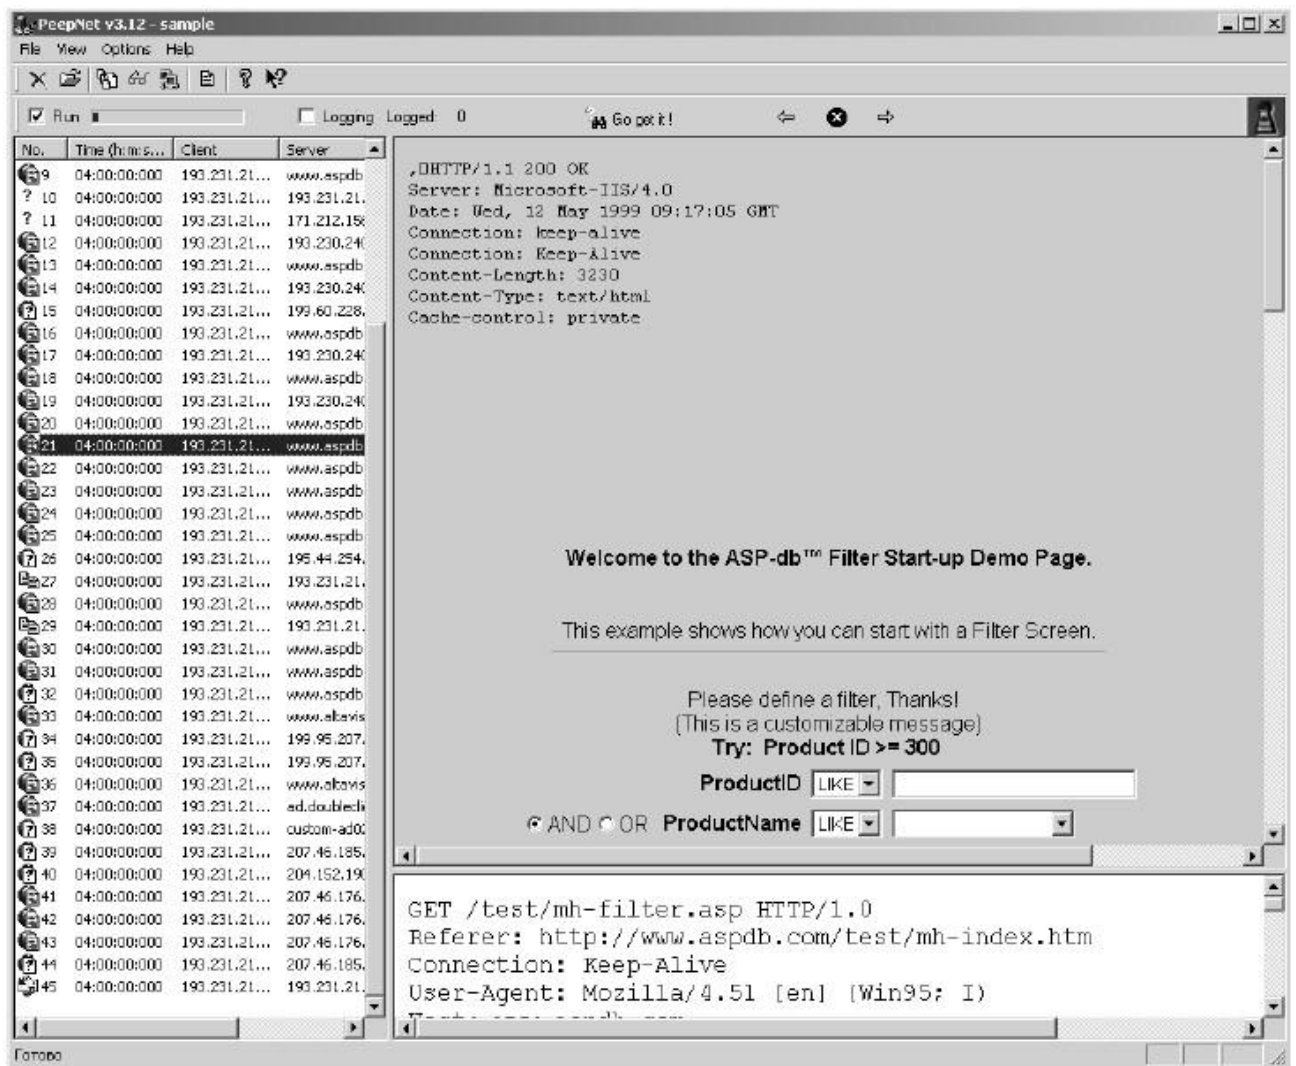 PeepNet v3.12 - sample
File View Options Help
Run Logging Logged: 0 Go get it!
No. Time (h:m:s... Client Server
9 04:00:00:000 193.231.21... www.aspdb
? 10 04:00:00:000 193.231.21... 193.231.21.
? 11 04:00:00:000 193.231.21... 171.212.158
12 04:00:00:000 193.231.21... 193.230.240
13 04:00:00:000 193.231.21... www.aspdb
14 04:00:00:000 193.231.21... 193.230.240
15 04:00:00:000 193.231.21... 199.60.228.
16 04:00:00:000 193.231.21... www.aspdb
17 04:00:00:000 193.231.21... 193.230.240
18 04:00:00:000 193.231.21... www.aspdb
19 04:00:00:000 193.231.21... 193.230.240
20 04:00:00:000 193.231.21... www.aspdb
21 04:00:00:000 193.231.21... www.aspdb
22 04:00:00:000 193.231.21... www.aspdb
23 04:00:00:000 193.231.21... www.aspdb
24 04:00:00:000 193.231.21... www.aspdb
25 04:00:00:000 193.231.21... www.aspdb
26 04:00:00:000 193.231.21... 195.44.254.
27 04:00:00:000 193.231.21... 193.231.21.
28 04:00:00:000 193.231.21... www.aspdb
29 04:00:00:000 193.231.21... 193.231.21.
30 04:00:00:000 193.231.21... www.aspdb
31 04:00:00:000 193.231.21... www.aspdb
32 04:00:00:000 193.231.21... www.aspdb
33 04:00:00:000 193.231.21... www.altavis
34 04:00:00:000 193.231.21... 199.95.207.
35 04:00:00:000 193.231.21... 199.95.207.
36 04:00:00:000 193.231.21... www.altavis
37 04:00:00:000 193.231.21... ad.doublecli
38 04:00:00:000 193.231.21... custom-ad00
39 04:00:00:000 193.231.21... 207.46.185.
40 04:00:00:000 193.231.21... 204.152.190
41 04:00:00:000 193.231.21... 207.46.176.
42 04:00:00:000 193.231.21... 207.46.176.
43 04:00:00:000 193.231.21... 207.46.176.
44 04:00:00:000 193.231.21... 207.46.185.
45 04:00:00:000 193.231.21... 193.231.21.
,HTTP/1.1 200 OK
Server: Microsoft-IIS/4.0
Date: Wed, 12 May 1999 09:17:05 GMT
Connection: keep-alive
Connection: Keep-Alive
Content-Length: 3230
Content-Type: text/html
Cache-control: private
Welcome to the ASP-db™ Filter Start-up Demo Page.
This example shows how you can start with a Filter Screen.
Please define a filter, Thanks!
(This is a customizable message)
Try: Product ID >= 300
ProductID LIKE
AND OR ProductName LIKE
GET /test/mh-filter.asp HTTP/1.0
Referer: http://www.aspdb.com/test/mh-index.htm
Connection: Keep-Alive
User-Agent: Mozilla/4.51 [en] (Win95; I)
Готово